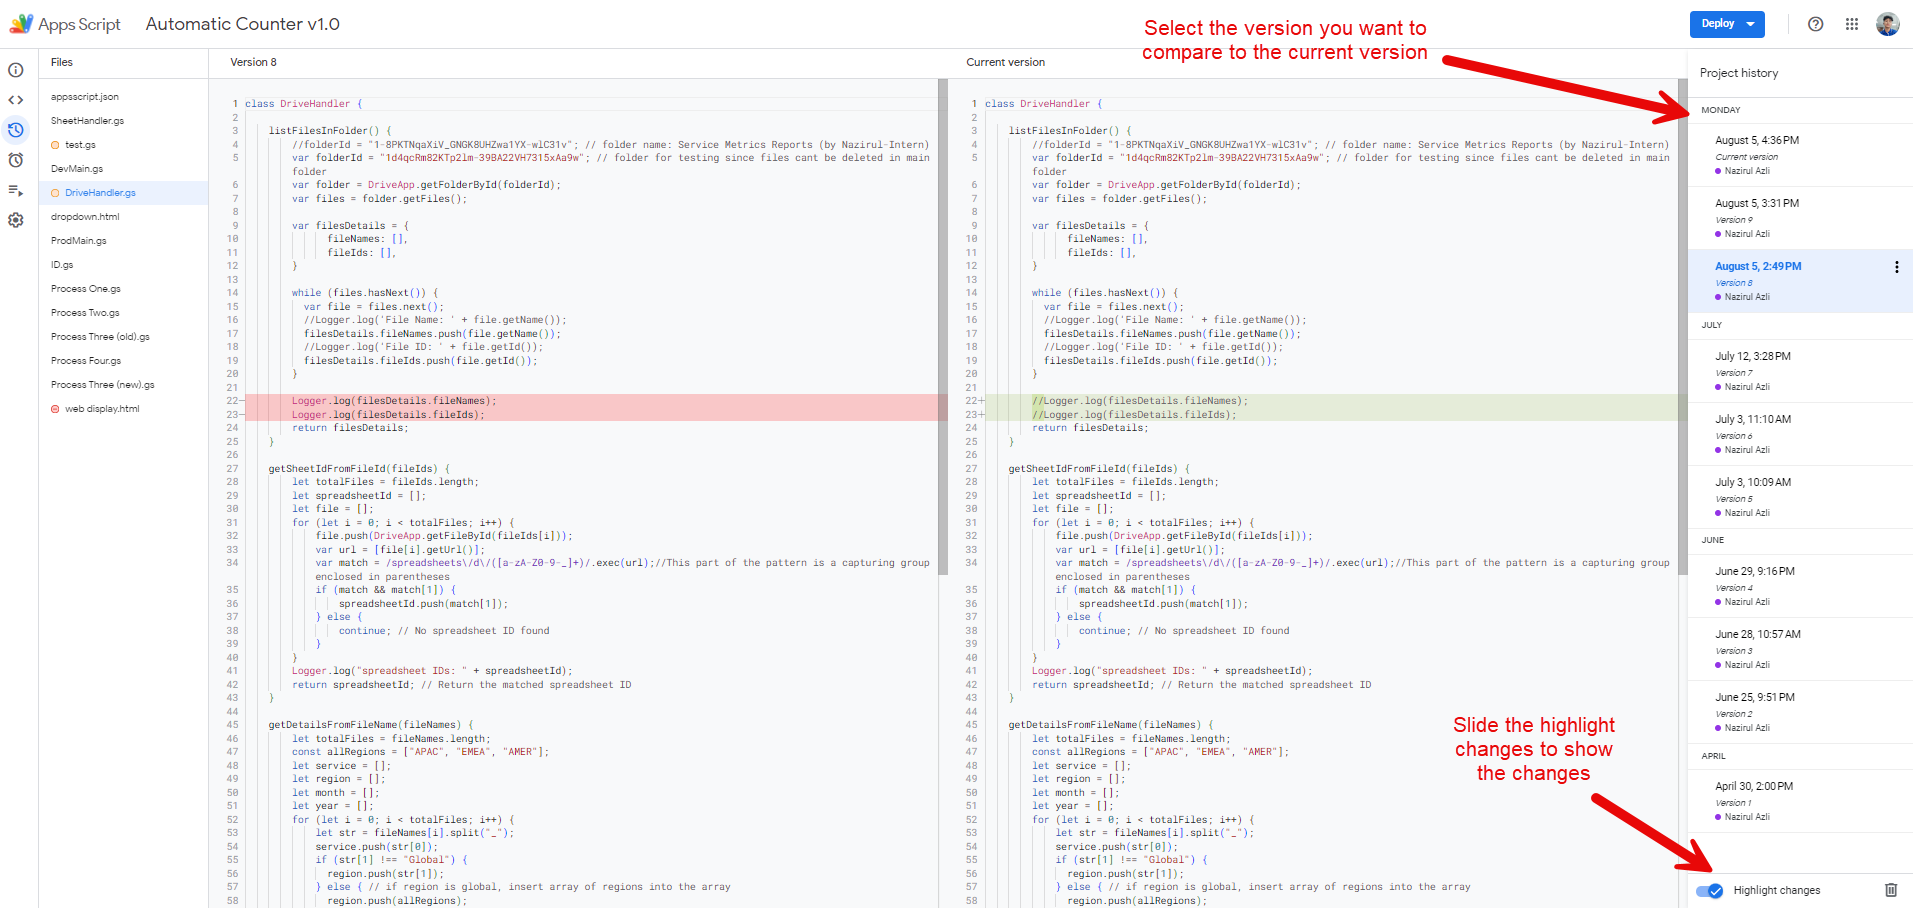 Apps Script
Automatic Counter v1.0
Select the version you want to
compare to the current version
Deploy
Files
appsscript.json
SheetHandler.gs
test.gs
DevMain.gs
DriveHandler.gs
dropdown.html
ProdMain.gs
ID.gs
Process One.gs
Process Two.gs
Process Three (old).gs
Process Four.gs
Process Three (new).gs
web display.html
Version 8
1 class DriveHandler {
2
3 listFilesInFolder() {
4 //folderId = "1-8PKTNqaXiV_GNGK8UHZwa1YX-wlC31v"; // folder name: Service Metrics Reports (by Nazirul-Intern)
5 var folderId = "1d4qcRm82KTp2lm-39BA22VH7315xAa9w"; // folder for testing since files cant be deleted in main
folder
6 var folder = DriveApp.getFolderById(folderId);
7 var files = folder.getFiles();
8
9 var filesDetails = {
10 fileNames: [],
11 fileIds: [],
12 }
13
14 while (files.hasNext()) {
15 var file = files.next();
16 //Logger.log('File Name: ' + file.getName());
17 filesDetails.fileNames.push(file.getName());
18 //Logger.log('File ID: ' + file.getId());
19 filesDetails.fileIds.push(file.getId());
20 }
21
22− Logger.log(filesDetails.fileNames);
23− Logger.log(filesDetails.fileIds);
24 return filesDetails;
25 }
26
27 getSheetIdFromFileId(fileIds) {
28 let totalFiles = fileIds.length;
29 let spreadsheetId = [];
30 let file = [];
31 for (let i = 0; i < totalFiles; i++) {
32 file.push(DriveApp.getFileById(fileIds[i]));
33 var url = [file[i].getUrl()];
34 var match = /spreadsheets\/d\/([a-zA-Z0-9-_]+)/.exec(url);//This part of the pattern is a capturing group
enclosed in parentheses
35 if (match && match[1]) {
36 spreadsheetId.push(match[1]);
37 } else {
38 continue; // No spreadsheet ID found
39 }
40 }
41 Logger.log("spreadsheet IDs: " + spreadsheetId);
42 return spreadsheetId; // Return the matched spreadsheet ID
43 }
44
45 getDetailsFromFileName(fileNames) {
46 let totalFiles = fileNames.length;
47 const allRegions = ["APAC", "EMEA", "AMER"];
48 let service = [];
49 let region = [];
50 let month = [];
51 let year = [];
52 for (let i = 0; i < totalFiles; i++) {
53 let str = fileNames[i].split("_");
54 service.push(str[0]);
55 if (str[1] !== "Global") {
56 region.push(str[1]);
57 } else { // if region is global, insert array of regions into the array
58 region.push(allRegions);
Current version
1 class DriveHandler {
2
3 listFilesInFolder() {
4 //folderId = "1-8PKTNqaXiV_GNGK8UHZwa1YX-wlC31v"; // folder name: Service Metrics Reports (by Nazirul-Intern)
5 var folderId = "1d4qcRm82KTp2lm-39BA22VH7315xAa9w"; // folder for testing since files cant be deleted in main
folder
6 var folder = DriveApp.getFolderById(folderId);
7 var files = folder.getFiles();
8
9 var filesDetails = {
10 fileNames: [],
11 fileIds: [],
12 }
13
14 while (files.hasNext()) {
15 var file = files.next();
16 //Logger.log('File Name: ' + file.getName());
17 filesDetails.fileNames.push(file.getName());
18 //Logger.log('File ID: ' + file.getId());
19 filesDetails.fileIds.push(file.getId());
20 }
21
22+ //Logger.log(filesDetails.fileNames);
23+ //Logger.log(filesDetails.fileIds);
24 return filesDetails;
25 }
26
27 getSheetIdFromFileId(fileIds) {
28 let totalFiles = fileIds.length;
29 let spreadsheetId = [];
30 let file = [];
31 for (let i = 0; i < totalFiles; i++) {
32 file.push(DriveApp.getFileById(fileIds[i]));
33 var url = [file[i].getUrl()];
34 var match = /spreadsheets\/d\/([a-zA-Z0-9-_]+)/.exec(url);//This part of the pattern is a capturing group
enclosed in parentheses
35 if (match && match[1]) {
36 spreadsheetId.push(match[1]);
37 } else {
38 continue; // No spreadsheet ID found
39 }
40 }
41 Logger.log("spreadsheet IDs: " + spreadsheetId);
42 return spreadsheetId; // Return the matched spreadsheet ID
43 }
44
45 getDetailsFromFileName(fileNames) {
46 let totalFiles = fileNames.length;
47 const allRegions = ["APAC", "EMEA", "AMER"];
48 let service = [];
49 let region = [];
50 let month = [];
51 let year = [];
52 for (let i = 0; i < totalFiles; i++) {
53 let str = fileNames[i].split("_");
54 service.push(str[0]);
55 if (str[1] !== "Global") {
56 region.push(str[1]);
57 } else { // if region is global, insert array of regions into the array
58 region.push(allRegions);
Project history
MONDAY
August 5, 4:36 PM
Current version
Nazirul Azli
August 5, 3:31 PM
Version 9
Nazirul Azli
August 5, 2:49 PM
Version 8
Nazirul Azli
JULY
July 12, 3:28 PM
Version 7
Nazirul Azli
July 3, 11:10 AM
Version 6
Nazirul Azli
July 3, 10:09 AM
Version 5
Nazirul Azli
JUNE
June 29, 9:16 PM
Version 4
Nazirul Azli
June 28, 10:57 AM
Version 3
Nazirul Azli
June 25, 9:51 PM
Version 2
Nazirul Azli
APRIL
April 30, 2:00 PM
Version 1
Nazirul Azli
Slide the highlight
changes to show
the changes
Highlight changes